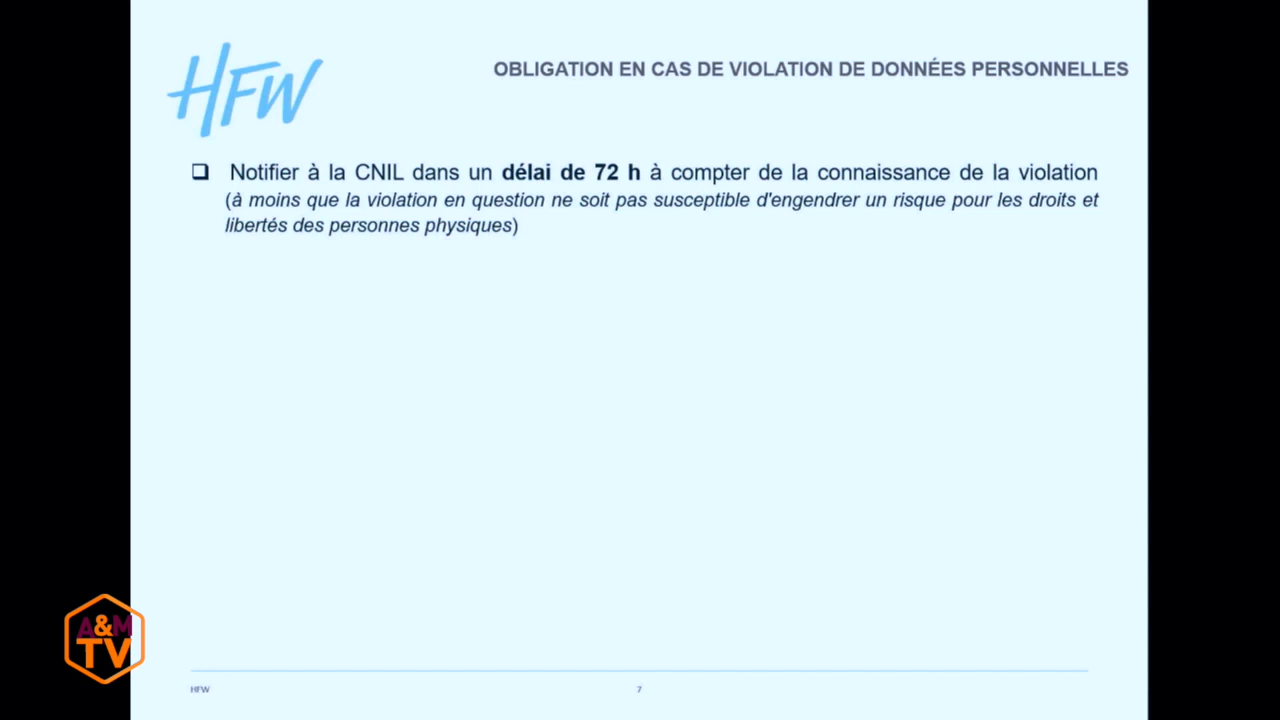 HFW
OBLIGATION EN CAS DE VIOLATION DE DONNÉES PERSONNELLES
❑ Notifier à la CNIL dans un délai de 72 h à compter de la connaissance de la violation
(à moins que la violation en question ne soit pas susceptible d'engendrer un risque pour les droits et
libertés des personnes physiques)
A&M
TV
HFW
7